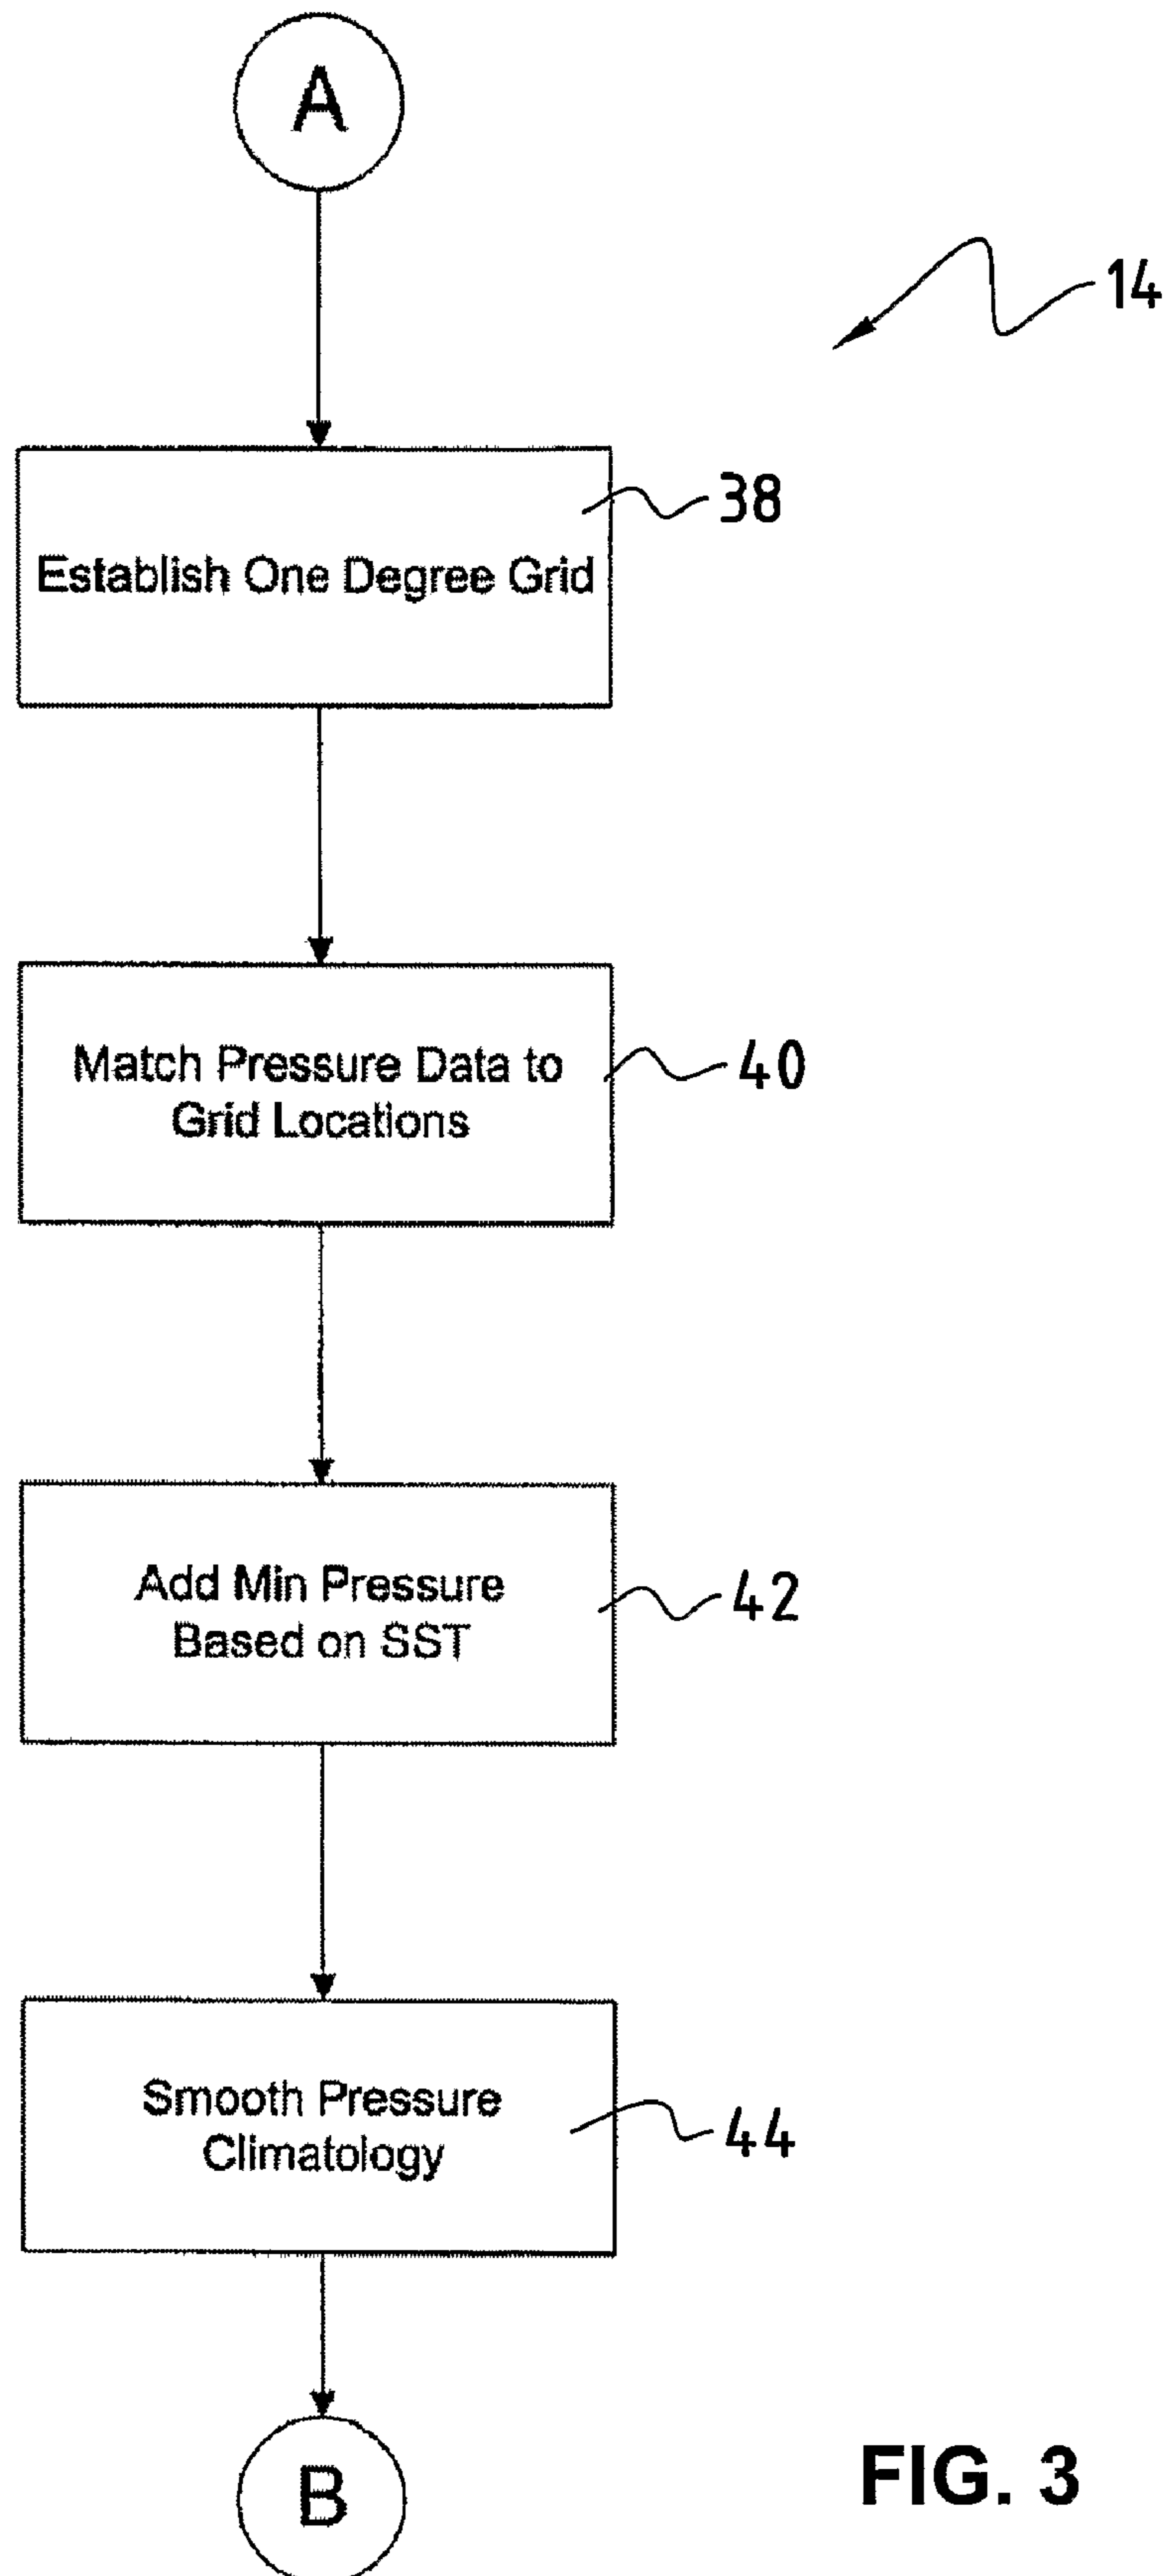 A
14
38
Establish One Degree Grid
40
Match Pressure Data to
Grid Locations
42
Add Min Pressure
Based on SST
44
Smooth Pressure
Climatology
B
FIG. 3